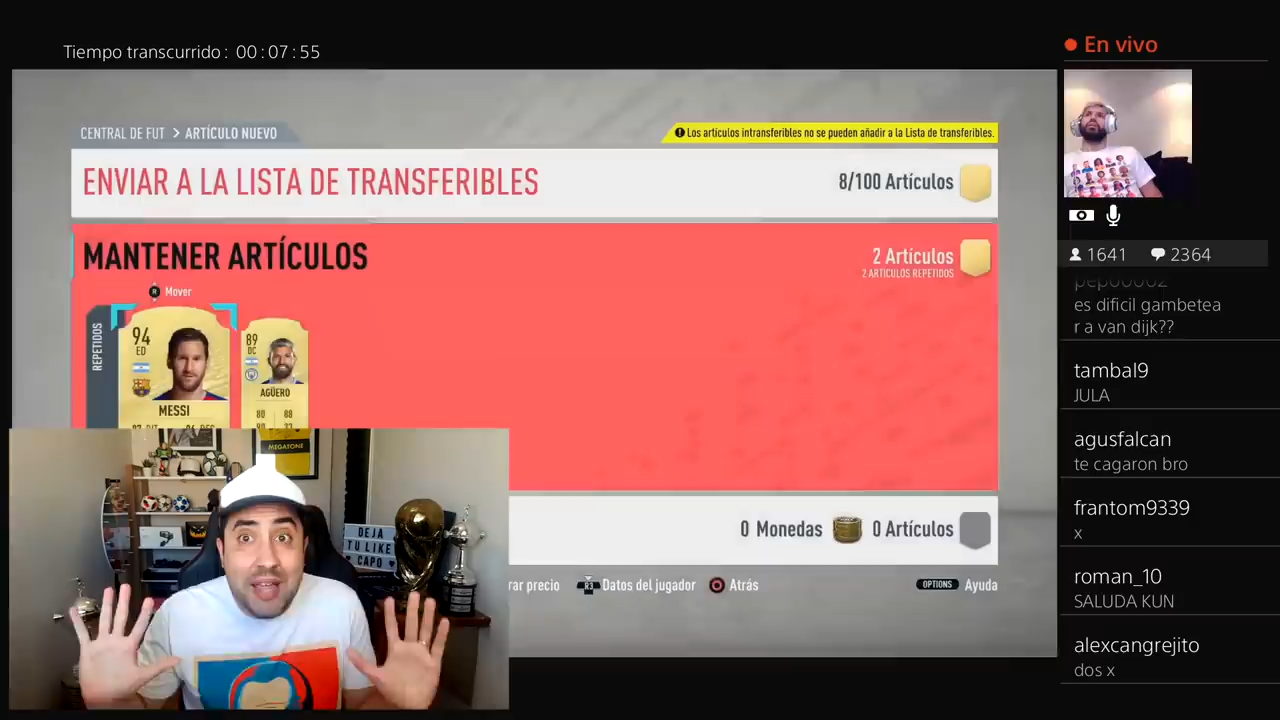 Tiempo transcurrido: 00:07:55
En vivo
CENTRAL DE FUT > ARTÍCULO NUEVO
Los artículos intransferibles no se pueden añadir a la Lista de transferibles.
ENVIAR A LA LISTA DE TRANSFERIBLES
8/100 Artículos
MANTENER ARTÍCULOS
2 Artículos
2 ARTÍCULOS REPETIDOS
R Mover
REPETIDOS
94
ED
MESSI
89
DC
AGÜERO
80 88
MEGATONE
DEJA
TU LIKE
CAPO
0 Monedas
0 Artículos
rar precio
R3 Datos del jugador
Atrás
OPTIONS Ayuda
1641
2364
es dificil gambetea
r a van dijk??
tambal9
JULA
agusfalcan
te cagaron bro
frantom9339
x
roman_10
SALUDA KUN
alexcangrejito
dos x